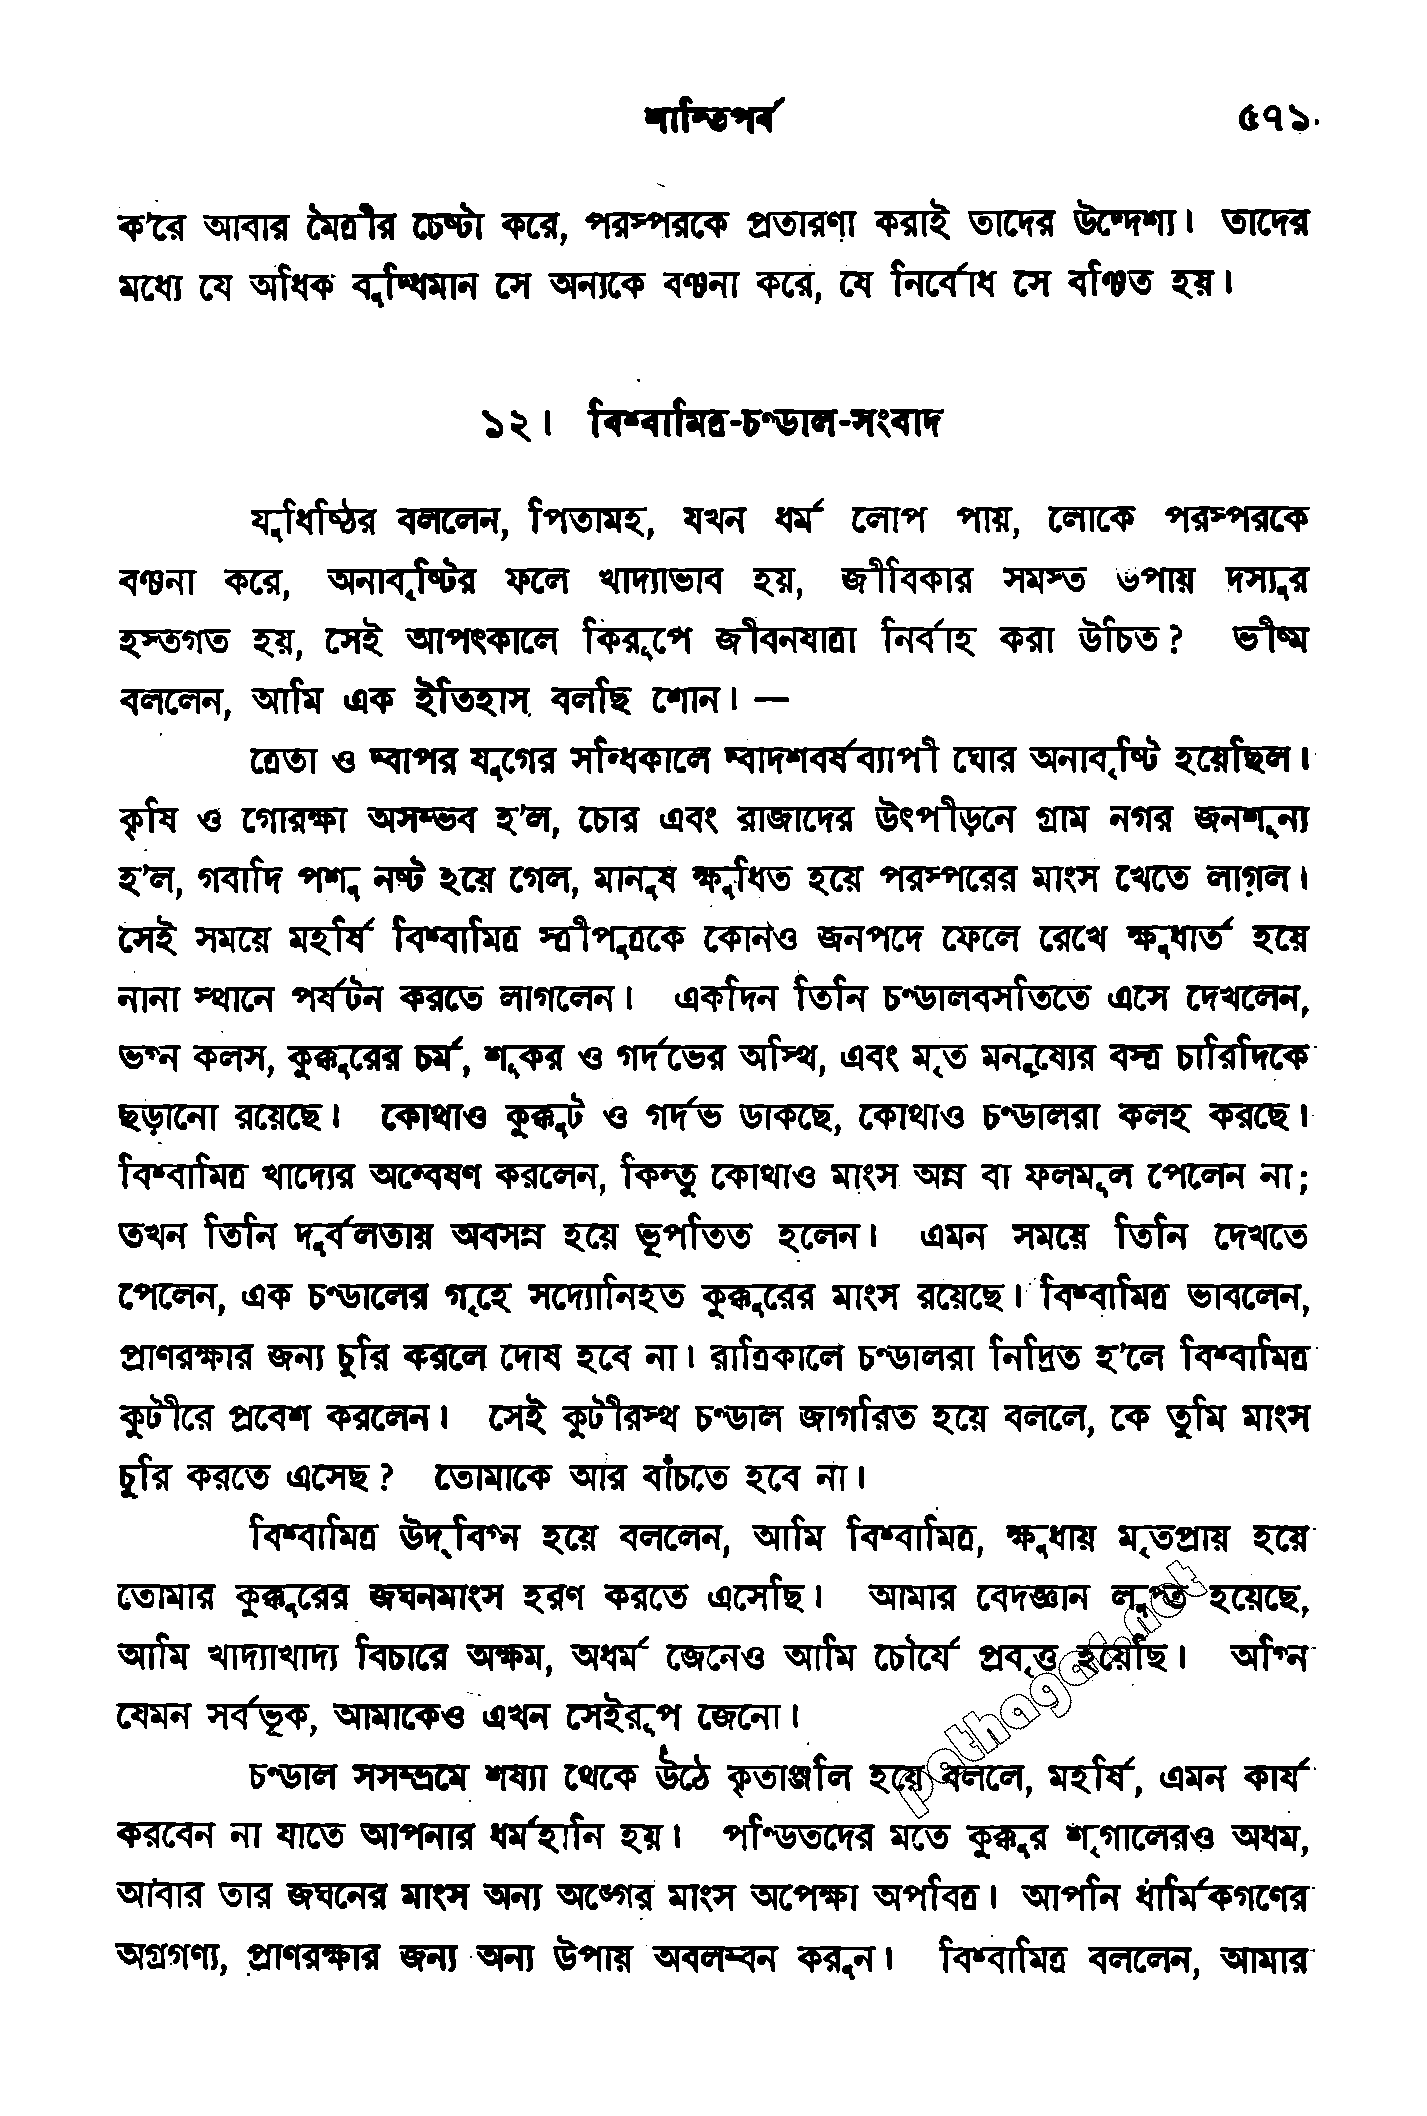 শান্তিপর্ব ৫৭১
ক'রে আবার মৈত্রীর চেষ্টা করে, পরস্পরকে প্রতারণা করাই তাদের উদ্দেশ্য। তাদের
মধ্যে যে অধিক বুদ্ধিমান সে অন্যকে বঞ্চনা করে, যে নির্বোধ সে বঞ্চিত হয়।
১২। বিশ্বামিত্র-চণ্ডাল-সংবাদ
যুধিষ্ঠির বললেন, পিতামহ, যখন ধর্ম লোপ পায়, লোকে পরস্পরকে
বঞ্চনা করে, অনাবৃষ্টির ফলে খাদ্যাভাব হয়, জীবিকার সমস্ত উপায় দস্যুর
হস্তগত হয়, সেই আপৎকালে কিরূপে জীবনযাত্রা নির্বাহ করা উচিত? ভীষ্ম
বললেন, আমি এক ইতিহাস বলছি শোন। —
ত্রেতা ও দ্বাপর যুগের সন্ধিকালে দ্বাদশবর্ষব্যাপী ঘোর অনাবৃষ্টি হয়েছিল।
কৃষি ও গোরক্ষা অসম্ভব হ'ল, চোর এবং রাজাদের উৎপীড়নে গ্রাম নগর জনশূন্য
হ'ল, গবাদি পশু নষ্ট হয়ে গেল, মানুষ ক্ষুধিত হয়ে পরস্পরের মাংস খেতে লাগল।
সেই সময়ে মহর্ষি বিশ্বামিত্র স্ত্রীপুত্রকে কোনও জনপদে ফেলে রেখে ক্ষুধার্ত হয়ে
নানা স্থানে পর্যটন করতে লাগলেন। একদিন তিনি চণ্ডালবসতিতে এসে দেখলেন,
ভগ্ন কলস, কুক্কুরের চর্ম, শূকর ও গর্দভের অস্থি, এবং মৃত মনুষ্যের বস্ত্র চারিদিকে
ছড়ানো রয়েছে। কোথাও কুক্কুট ও গর্দভ ডাকছে, কোথাও চণ্ডালরা কলহ করছে।
বিশ্বামিত্র খাদ্যের অন্বেষণ করলেন, কিন্তু কোথাও মাংস অন্ন বা ফলমূল পেলেন না;
তখন তিনি দুর্বলতায় অবসন্ন হয়ে ভূপতিত হলেন। এমন সময়ে তিনি দেখতে
পেলেন, এক চণ্ডালের গৃহে সদ্যোনিহত কুক্কুরের মাংস রয়েছে। বিশ্বামিত্র ভাবলেন,
প্রাণরক্ষার জন্য চুরি করলে দোষ হবে না। রাত্রিকালে চণ্ডালরা নিদ্রিত হ'লে বিশ্বামিত্র
কুটীরে প্রবেশ করলেন। সেই কুটীরস্থ চণ্ডাল জাগরিত হয়ে বললে, কে তুমি মাংস
চুরি করতে এসেছ? তোমাকে আর বাঁচতে হবে না।
বিশ্বামিত্র উদ্‌বিগ্ন হয়ে বললেন, আমি বিশ্বামিত্র, ক্ষুধায় মৃতপ্রায় হয়ে
তোমার কুক্কুরের জঘনমাংস হরণ করতে এসেছি। আমার বেদজ্ঞান লুপ্ত হয়েছে,
আমি খাদ্যাখাদ্য বিচারে অক্ষম, অধর্ম জেনেও আমি চৌর্যে প্রবৃত্ত হয়েছি। অগ্নি
যেমন সর্বভূক, আমাকেও এখন সেইরূপ জেনো।
চণ্ডাল সসম্ভ্রমে শয্যা থেকে উঠে কৃতাঞ্জলি হয়ে বললে, মহর্ষি, এমন কার্য
করবেন না যাতে আপনার ধর্মহানি হয়। পণ্ডিতদের মতে কুক্কুর শৃগালেরও অধম,
আবার তার জঘনের মাংস অন্য অঙ্গের মাংস অপেক্ষা অপবিত্র। আপনি ধার্মিকগণের
অগ্রগণ্য, প্রাণরক্ষার জন্য অন্য উপায় অবলম্বন করুন। বিশ্বামিত্র বললেন, আমার
pathagar.net